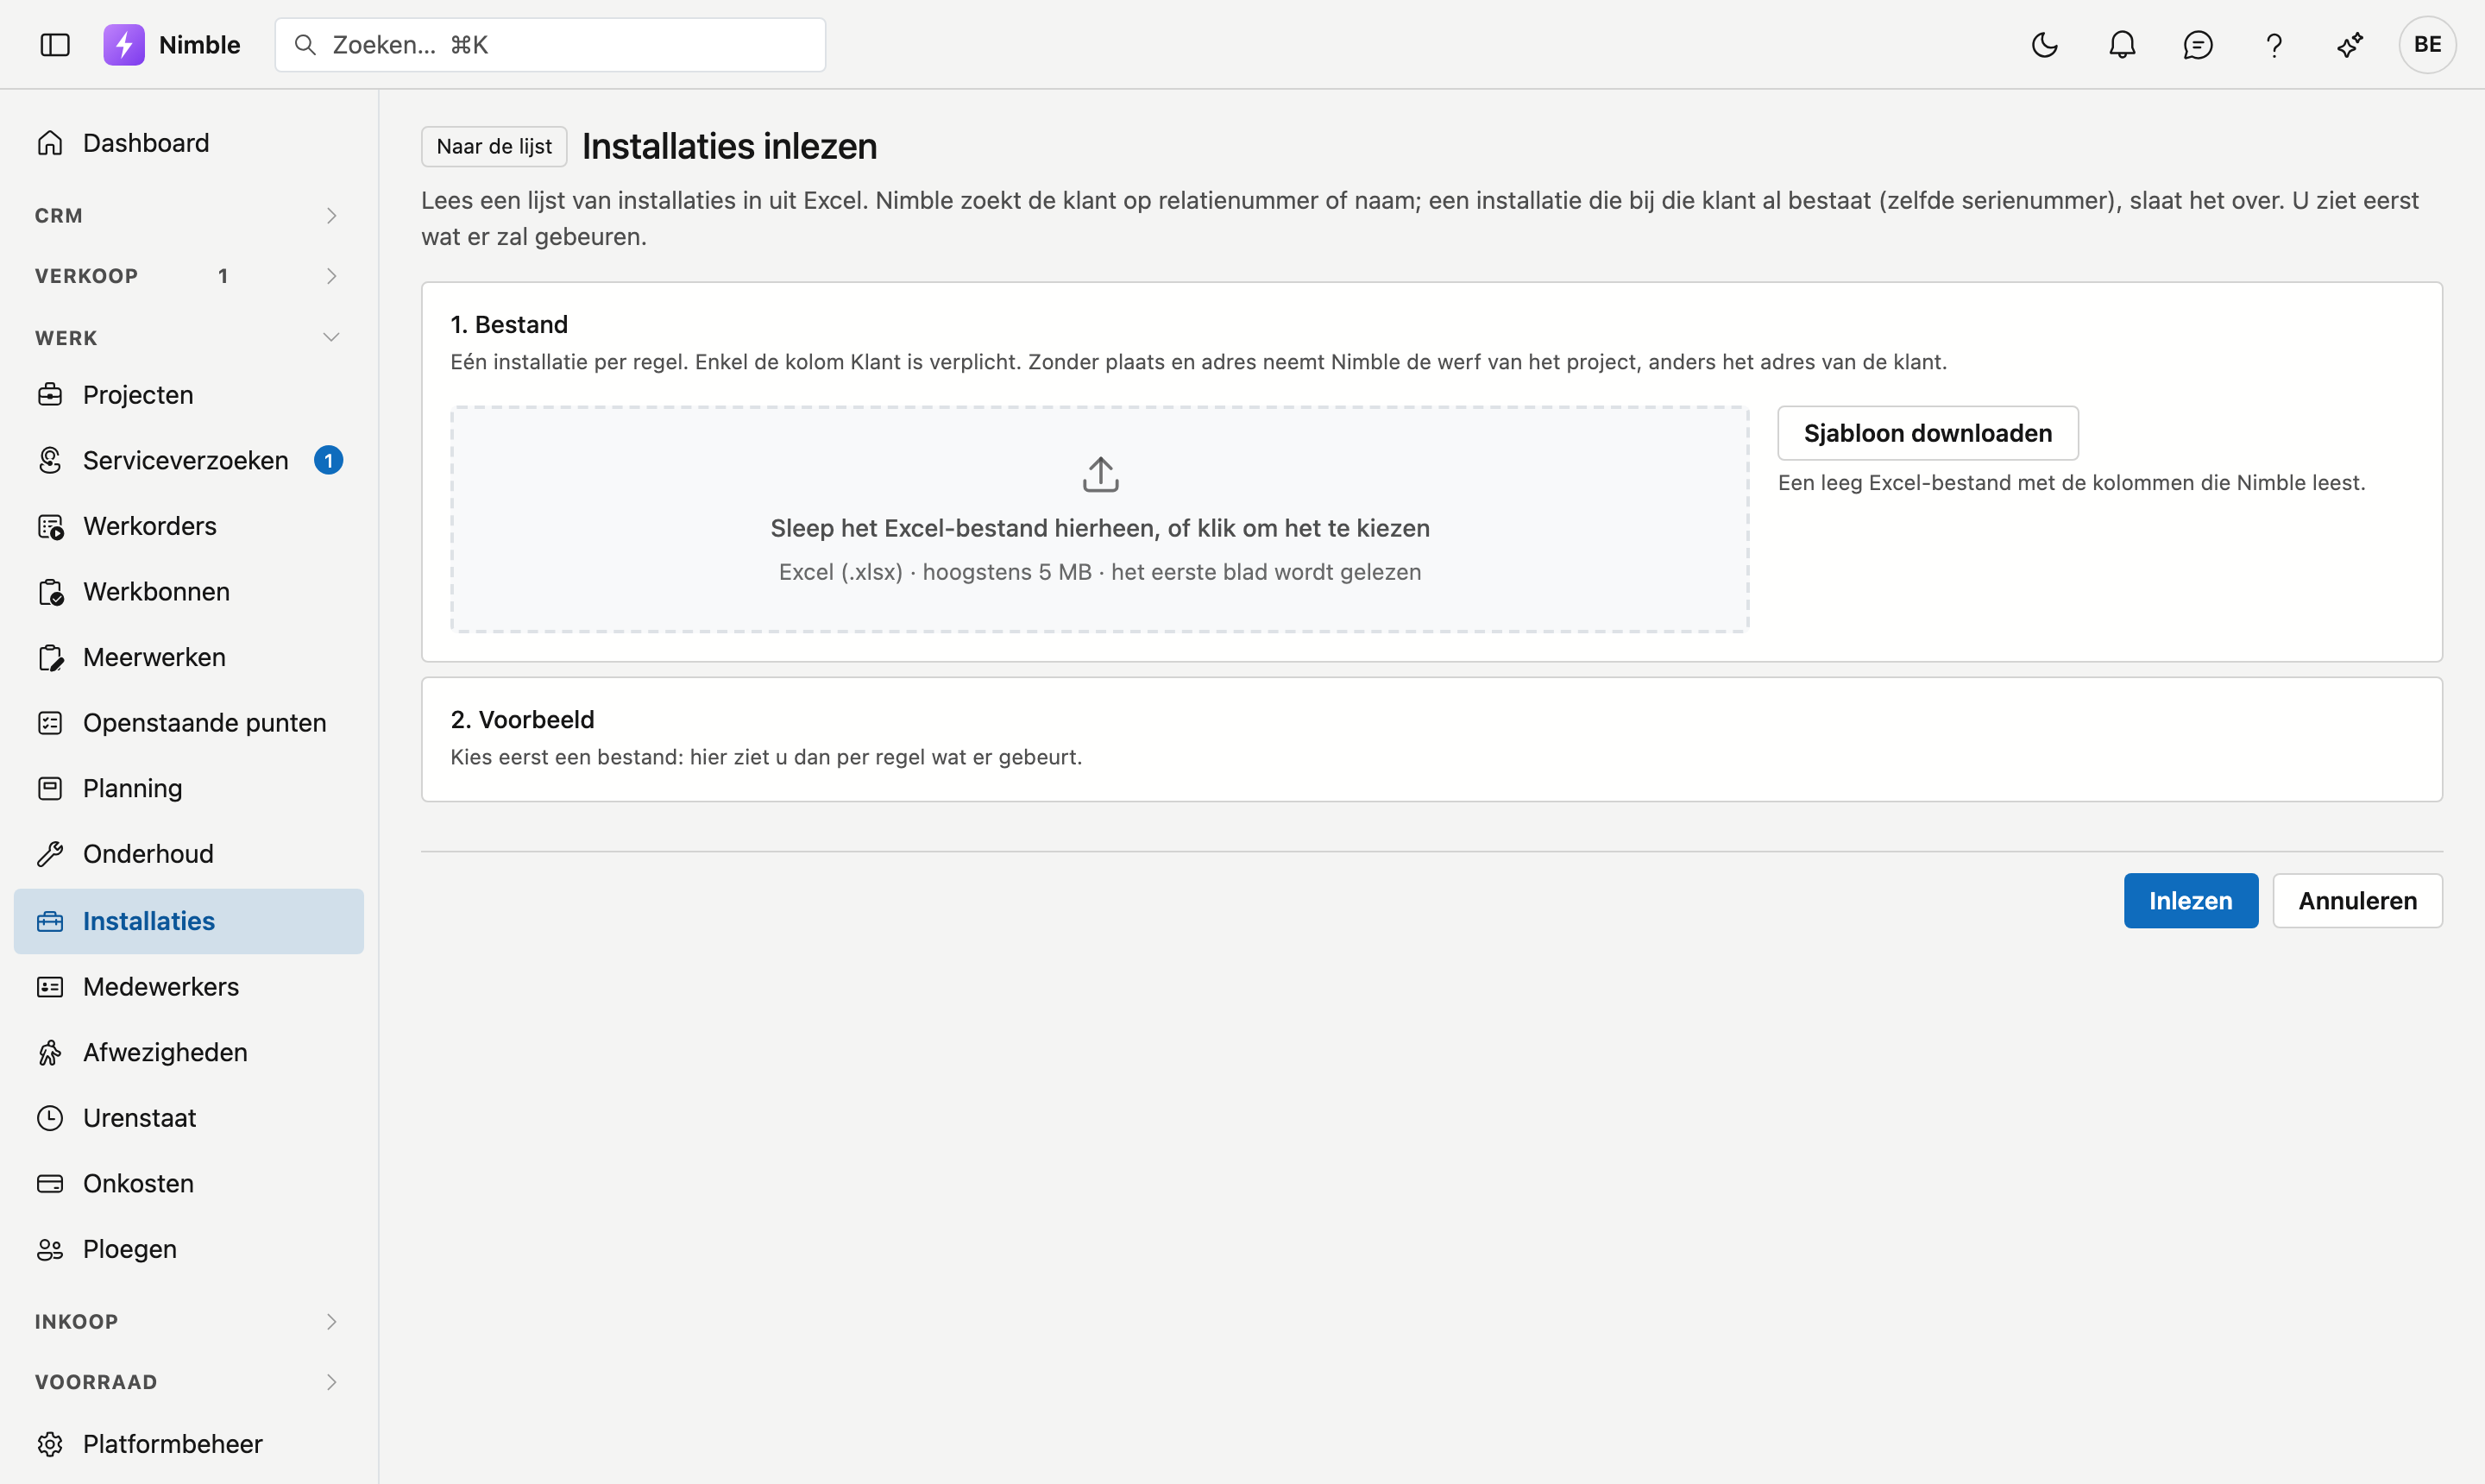 Nimble
Zoeken... ⌘K
BE
Dashboard
CRM
VERKOOP 1
WERK
Projecten
Serviceverzoeken 1
Werkorders
Werkbonnen
Meerwerken
Openstaande punten
Planning
Onderhoud
Installaties
Medewerkers
Afwezigheden
Urenstaat
Onkosten
Ploegen
INKOOP
VOORRAAD
Platformbeheer
Naar de lijst
Installaties inlezen
Lees een lijst van installaties in uit Excel. Nimble zoekt de klant op relatienummer of naam; een installatie die bij die klant al bestaat (zelfde serienummer), slaat het over. U ziet eerst
wat er zal gebeuren.
1. Bestand
Eén installatie per regel. Enkel de kolom Klant is verplicht. Zonder plaats en adres neemt Nimble de werf van het project, anders het adres van de klant.
Sleep het Excel-bestand hierheen, of klik om het te kiezen
Excel (.xlsx) · hoogstens 5 MB · het eerste blad wordt gelezen
Sjabloon downloaden
Een leeg Excel-bestand met de kolommen die Nimble leest.
2. Voorbeeld
Kies eerst een bestand: hier ziet u dan per regel wat er gebeurt.
Inlezen
Annuleren